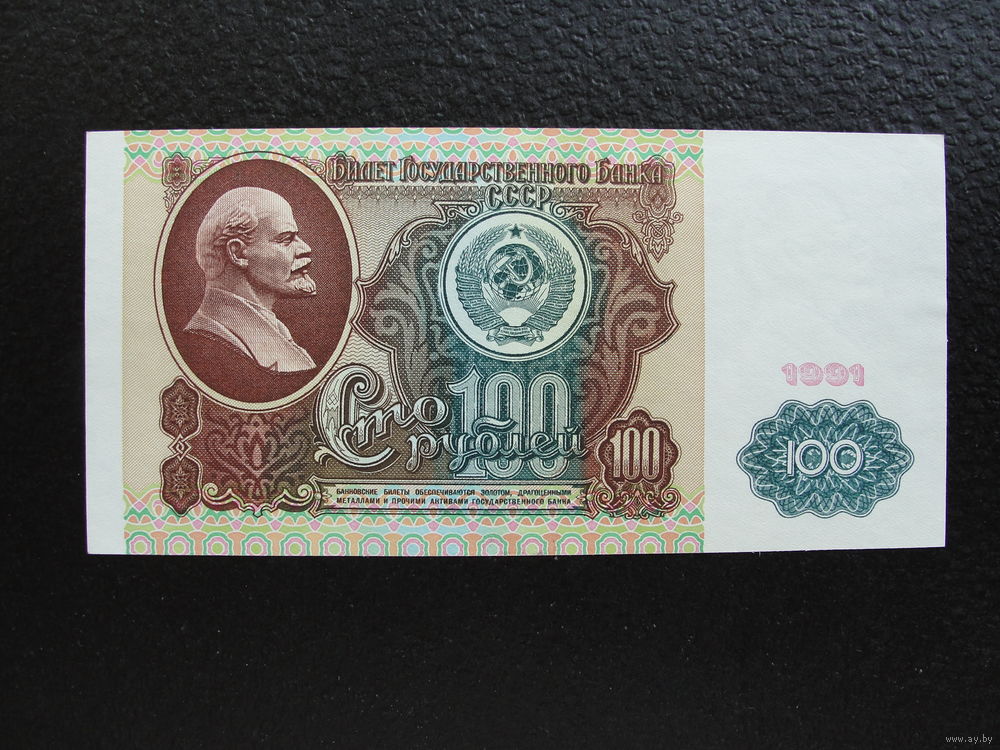 Билет Государственного Банка
СССР
1991
Сто 100
рублей
100
100
БАНКОВСКИЕ БИЛЕТЫ ОБЕСПЕЧИВАЮТСЯ ЗОЛОТОМ, ДРАГОЦЕННЫМИ
МЕТАЛЛАМИ И ПРОЧИМИ АКТИВАМИ ГОСУДАРСТВЕННОГО БАНКА
www.ay.by